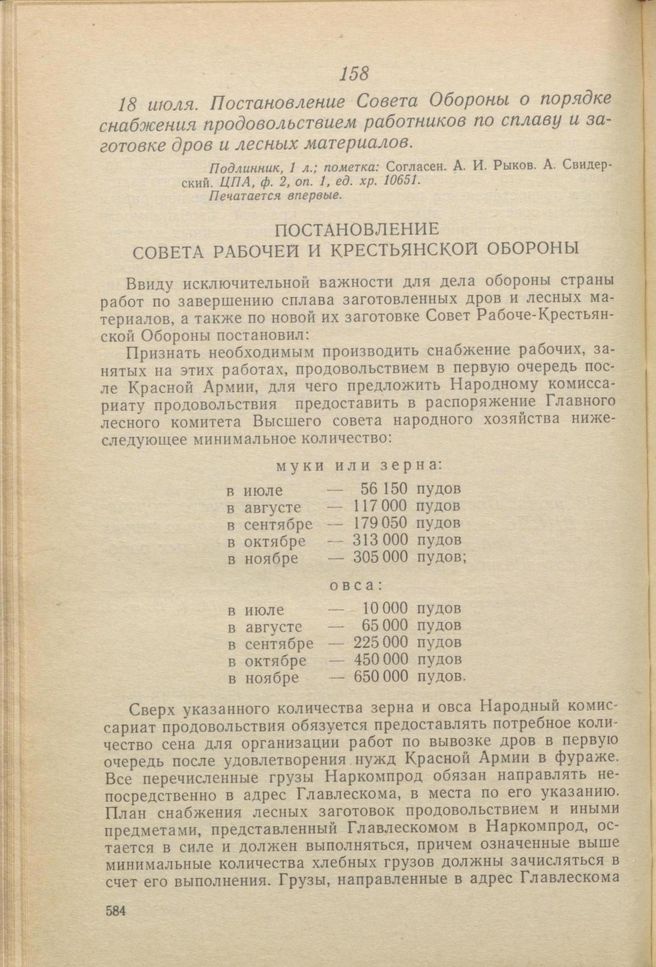 158
18 июля. Постановление Совета Обороны о порядке
снабжения продовольствием работников по сплаву и за-
готовке дров и лесных материалов.
Подлинник, 1 л.; пометка: Согласен. А. И. Рыков. А. Свидер-
ский. ЦПА, ф. 2, оп. 1, ед. хр. 10651.
Печатается впервые.
ПОСТАНОВЛЕНИЕ
СОВЕТА РАБОЧЕЙ И КРЕСТЬЯНСКОЙ ОБОРОНЫ
Ввиду исключительной важности для дела обороны страны
работ по завершению сплава заготовленных дров и лесных ма-
териалов, а также по новой их заготовке Совет Рабоче-Крестьян-
ской Обороны постановил:
Признать необходимым производить снабжение рабочих, за-
нятых на этих работах, продовольствием в первую очередь пос-
ле Красной Армии, для чего предложить Народному комисса-
риату продовольствия предоставить в распоряжение Главного
лесного комитета Высшего совета народного хозяйства ниже-
следующее минимальное количество:
муки или зерна:
в июле — 56 150 пудов
в августе — 117 000 пудов
в сентябре — 179 050 пудов
в октябре — 313 000 пудов
в ноябре — 305 000 пудов;
овса:
в июле — 10 000 пудов
в августе — 65 000 пудов
в сентябре — 225 000 пудов
в октябре — 450 000 пудов
в ноябре — 650 000 пудов.
Сверх указанного количества зерна и овса Народный комис-
сариат продовольствия обязуется предоставлять потребное коли-
чество сена для организации работ по вывозке дров в первую
очередь после удовлетворения нужд Красной Армии в фураже.
Все перечисленные грузы Наркомпрод обязан направлять не-
посредственно в адрес Главлескома, в места по его указанию.
План снабжения лесных заготовок продовольствием и иными
предметами, представленный Главлескомом в Наркомпрод, ос-
тается в силе и должен выполняться, причем означенные выше
минимальные количества хлебных грузов должны зачисляться в
счет его выполнения. Грузы, направленные в адрес Главлескома
584